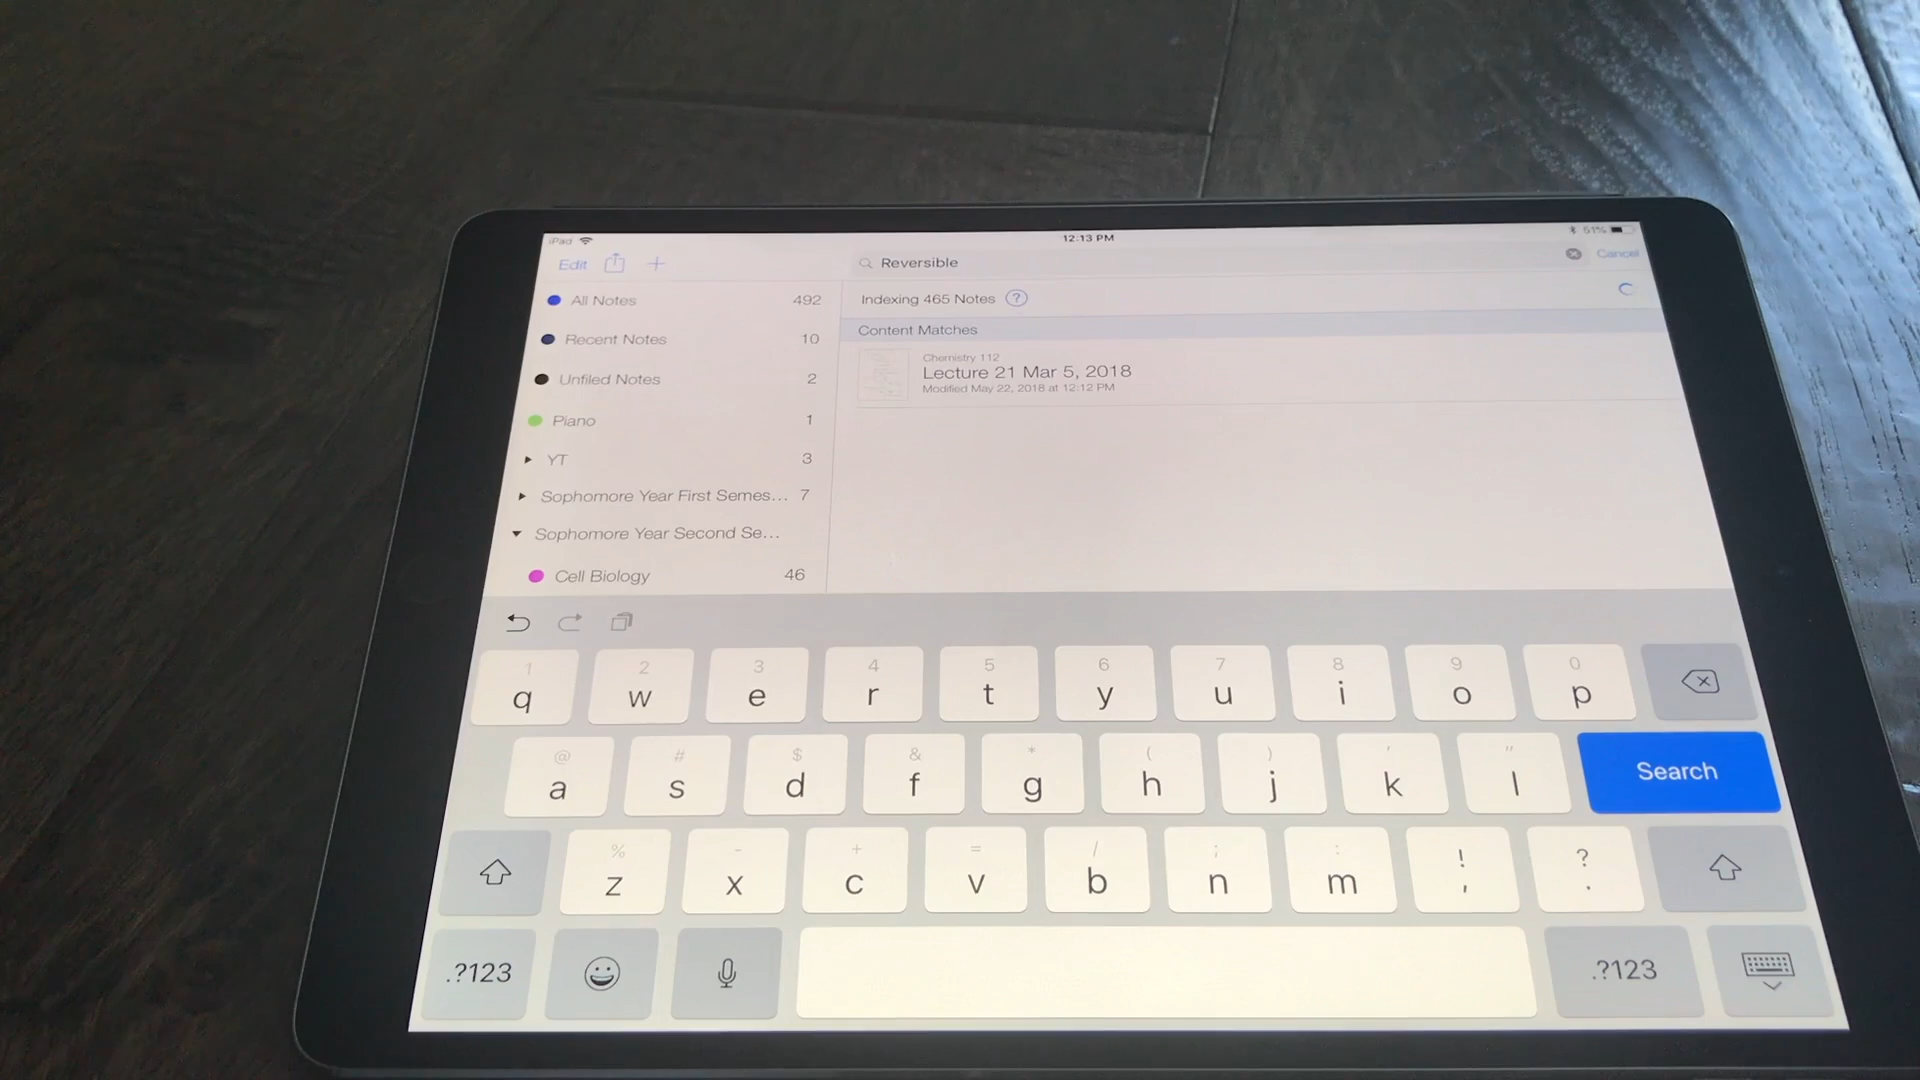 iPad 12:13 PM 51%
Edit Reversible Cancel
All Notes 492
Recent Notes 10
Unfiled Notes 2
Piano 1
YT 3
Sophomore Year First Semes... 7
Sophomore Year Second Se...
Cell Biology 46
Indexing 465 Notes ?
Content Matches
Chemistry 112
Lecture 21 Mar 5, 2018
Modified May 22, 2018 at 12:12 PM
1 2 3 4 5 6 7 8 9 0
q w e r t y u i o p
@ # $ & * ( ) ' "
a s d f g h j k l Search
% - + = / ; : ! ?
z x c v b n m , .
.?123 .?123